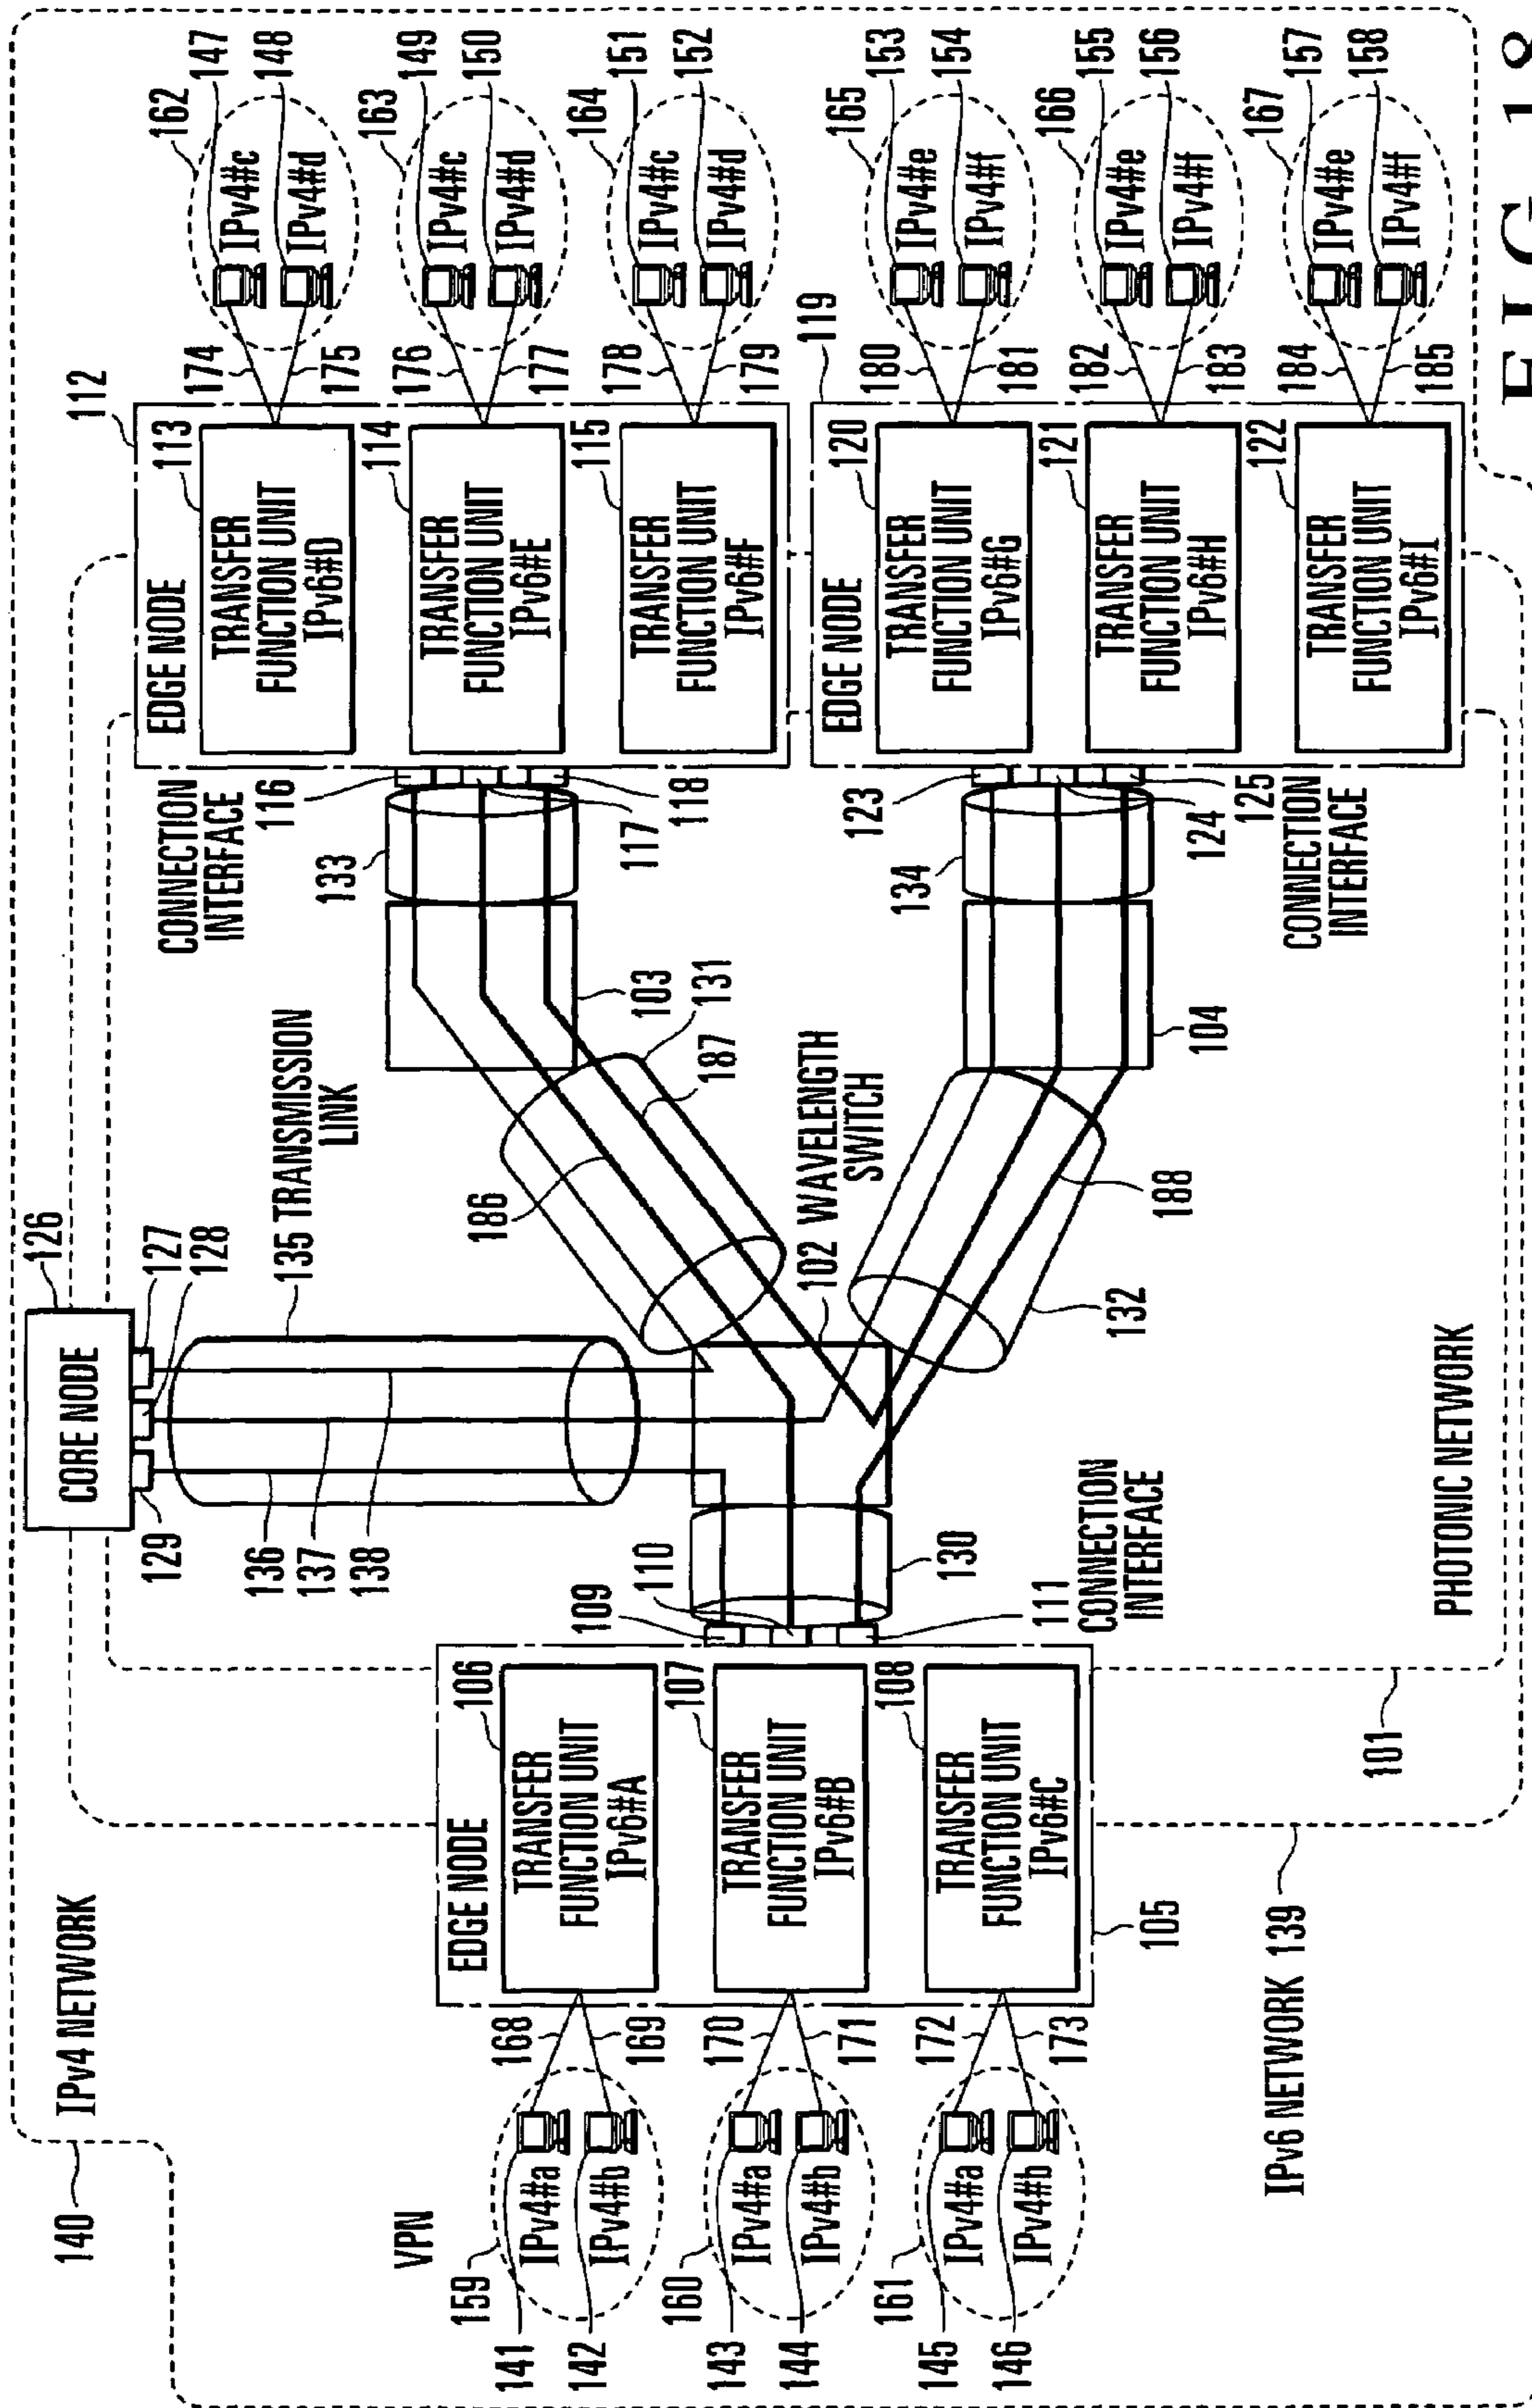 140
IPv4 NETWORK
126
CORE NODE
127
128
129
135 TRANSMISSION
LINK
136
137
138
112
EDGE NODE
113
TRANSFER
FUNCTION UNIT
IPv6#D
114
TRANSFER
FUNCTION UNIT
IPv6#E
115
TRANSFER
FUNCTION UNIT
IPv6#F
CONNECTION
INTERFACE
116
117
118
133
103
131
186
187
102 WAVELENGTH
SWITCH
174
175
176
177
178
179
162
147
IPv4#c
148
IPv4#d
163
149
IPv4#c
150
IPv4#d
164
151
IPv4#c
152
IPv4#d
VPN
159
141
IPv4#a
142
IPv4#b
160
143
IPv4#a
144
IPv4#b
161
145
IPv4#a
146
IPv4#b
168
169
170
171
172
173
EDGE NODE
106
TRANSFER
FUNCTION UNIT
IPv6#A
107
TRANSFER
FUNCTION UNIT
IPv6#B
108
TRANSFER
FUNCTION UNIT
IPv6#C
105
109
110
111
CONNECTION
INTERFACE
130
132
188
104
134
123
124
125
CONNECTION
INTERFACE
119
EDGE NODE
120
TRANSFER
FUNCTION UNIT
IPv6#G
121
TRANSFER
FUNCTION UNIT
IPv6#H
122
TRANSFER
FUNCTION UNIT
IPv6#I
180
181
182
183
184
185
165
153
IPv4#e
154
IPv4#f
166
155
IPv4#e
156
IPv4#f
167
157
IPv4#e
158
IPv4#f
PHOTONIC NETWORK
101
IPv6 NETWORK 139
FIG.18